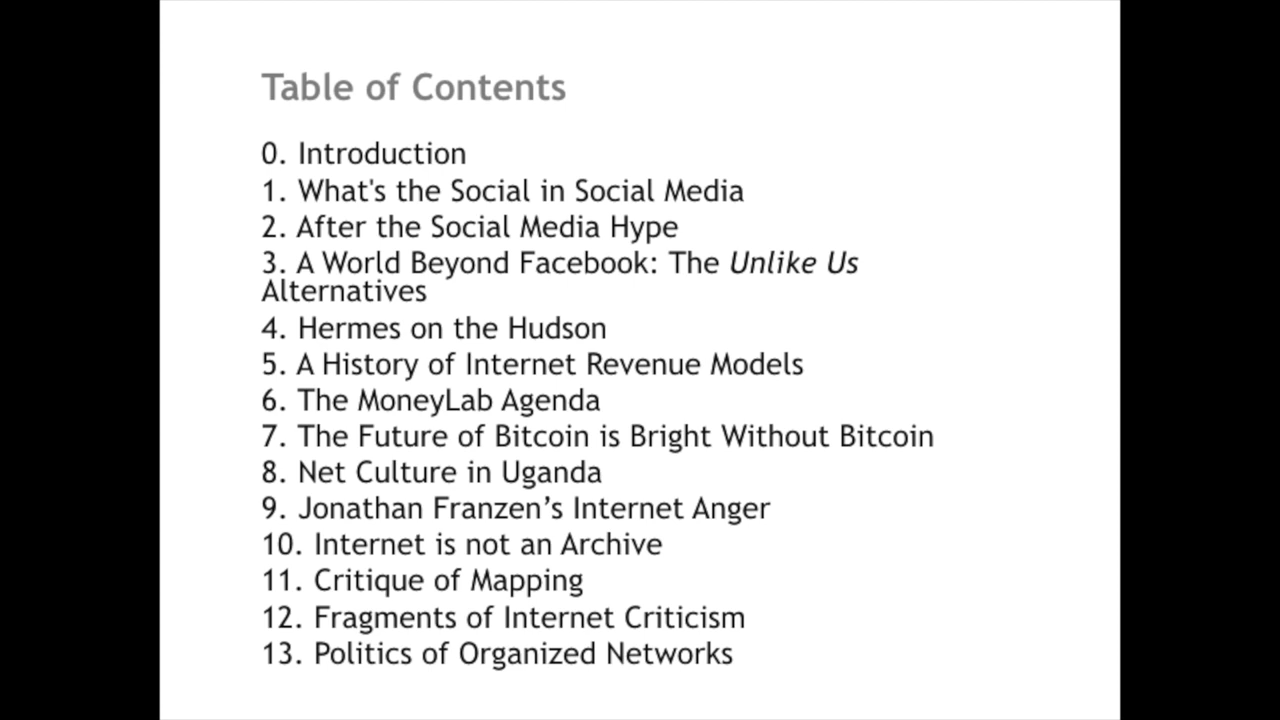 Table of Contents
0. Introduction
1. What's the Social in Social Media
2. After the Social Media Hype
3. A World Beyond Facebook: The Unlike Us
Alternatives
4. Hermes on the Hudson
5. A History of Internet Revenue Models
6. The MoneyLab Agenda
7. The Future of Bitcoin is Bright Without Bitcoin
8. Net Culture in Uganda
9. Jonathan Franzen’s Internet Anger
10. Internet is not an Archive
11. Critique of Mapping
12. Fragments of Internet Criticism
13. Politics of Organized Networks